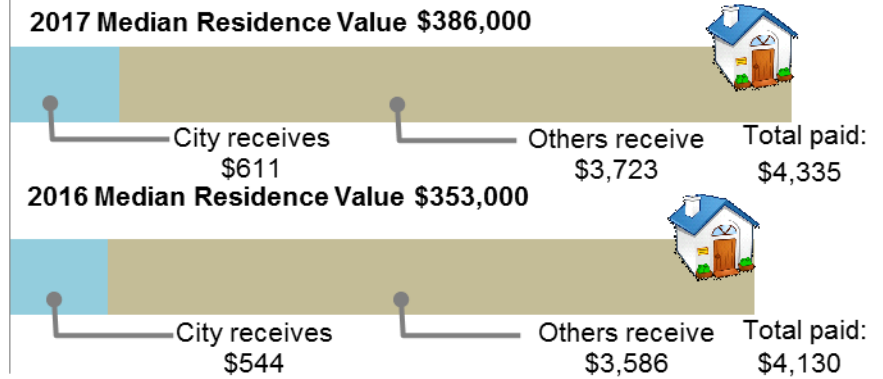 2017 Median Residence Value $386,000
City receives
$611
Others receive
$3,723
Total paid:
$4,335
2016 Median Residence Value $353,000
City receives
$544
Others receive
$3,586
Total paid:
$4,130